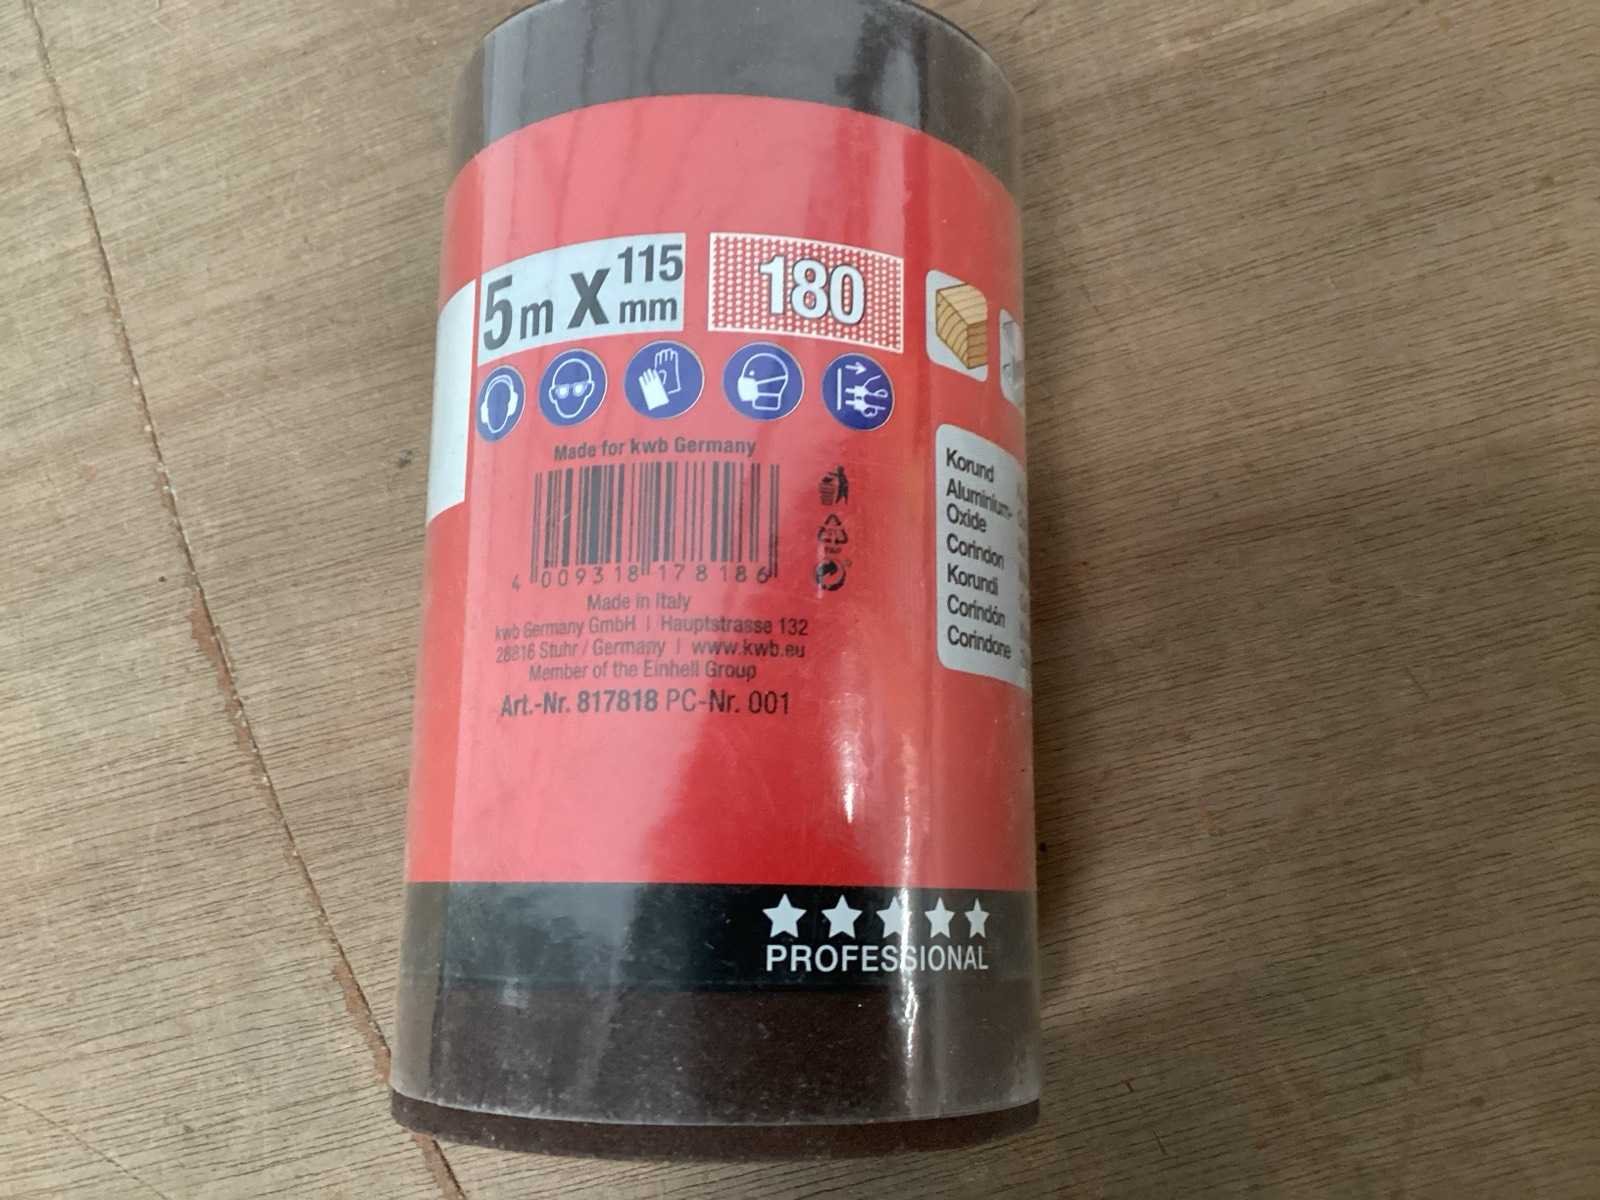 5m x 115 mm
180
Made for kwb Germany
4 009318 178186
Made in Italy
kwb Germany GmbH | Hauptstrasse 132
28816 Stuhr / Germany | www.kwb.eu
Member of the Einhell Group
Art.-Nr. 817818 PC-Nr. 001
Korund
Aluminium-
Oxide
Corindon
Korundi
Corindón
Corindone
PROFESSIONAL